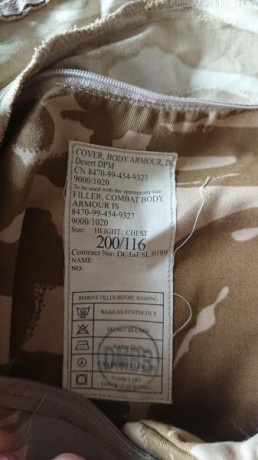 COVER, BODY ARMOUR, IS
Desert DPM
CN 8470-99-454-9323
9000/1020
To be used with the appropriate size
FILLER, COMBAT BODY
ARMOUR IS
8470-99-454-9327
9000/1020
Size: HEIGHT/ CHEST
200/116
Contract No:
NAME
NO:
REMOVE FILLER BEFORE WASHING
WASH AS SYNTHETICS
DO NOT BLEACH